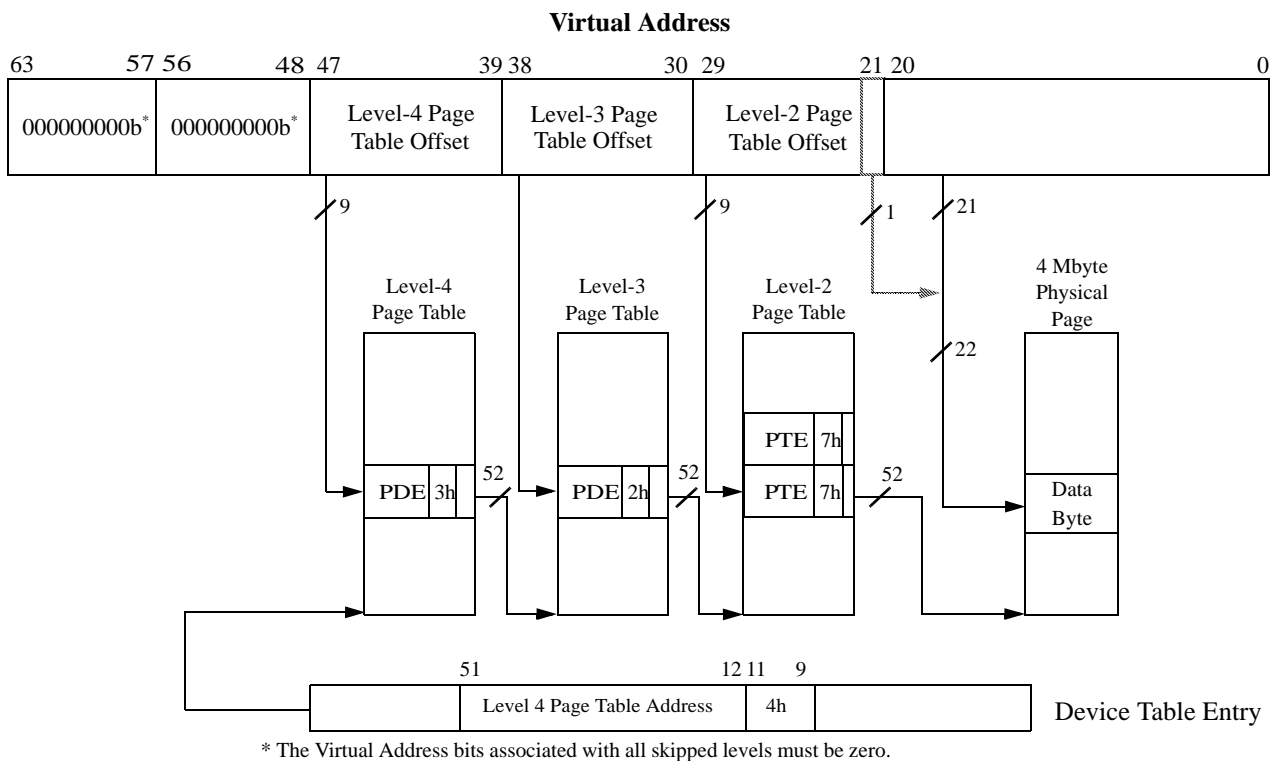 Virtual Address
63 57 56 48 47 39 38 30 29 21 20 0
000000000b* 000000000b* Level-4 Page Table Offset Level-3 Page Table Offset Level-2 Page Table Offset
9 9 1 21
Level-4
Page Table
Level-3
Page Table
Level-2
Page Table
4 Mbyte
Physical
Page
22
PTE 7h
PDE 3h 52 PDE 2h 52 PTE 7h 52
Data
Byte
51 12 11 9
Level 4 Page Table Address 4h
Device Table Entry
* The Virtual Address bits associated with all skipped levels must be zero.